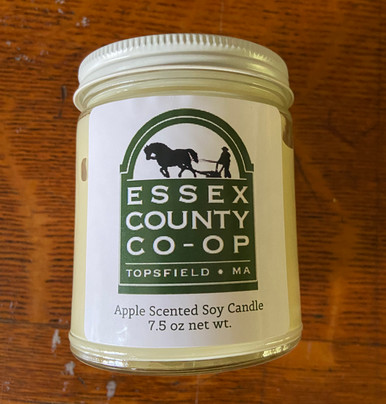 ESSEX
COUNTY
CO-OP
TOPSFIELD • MA
Apple Scented Soy Candle
7.5 oz net wt.